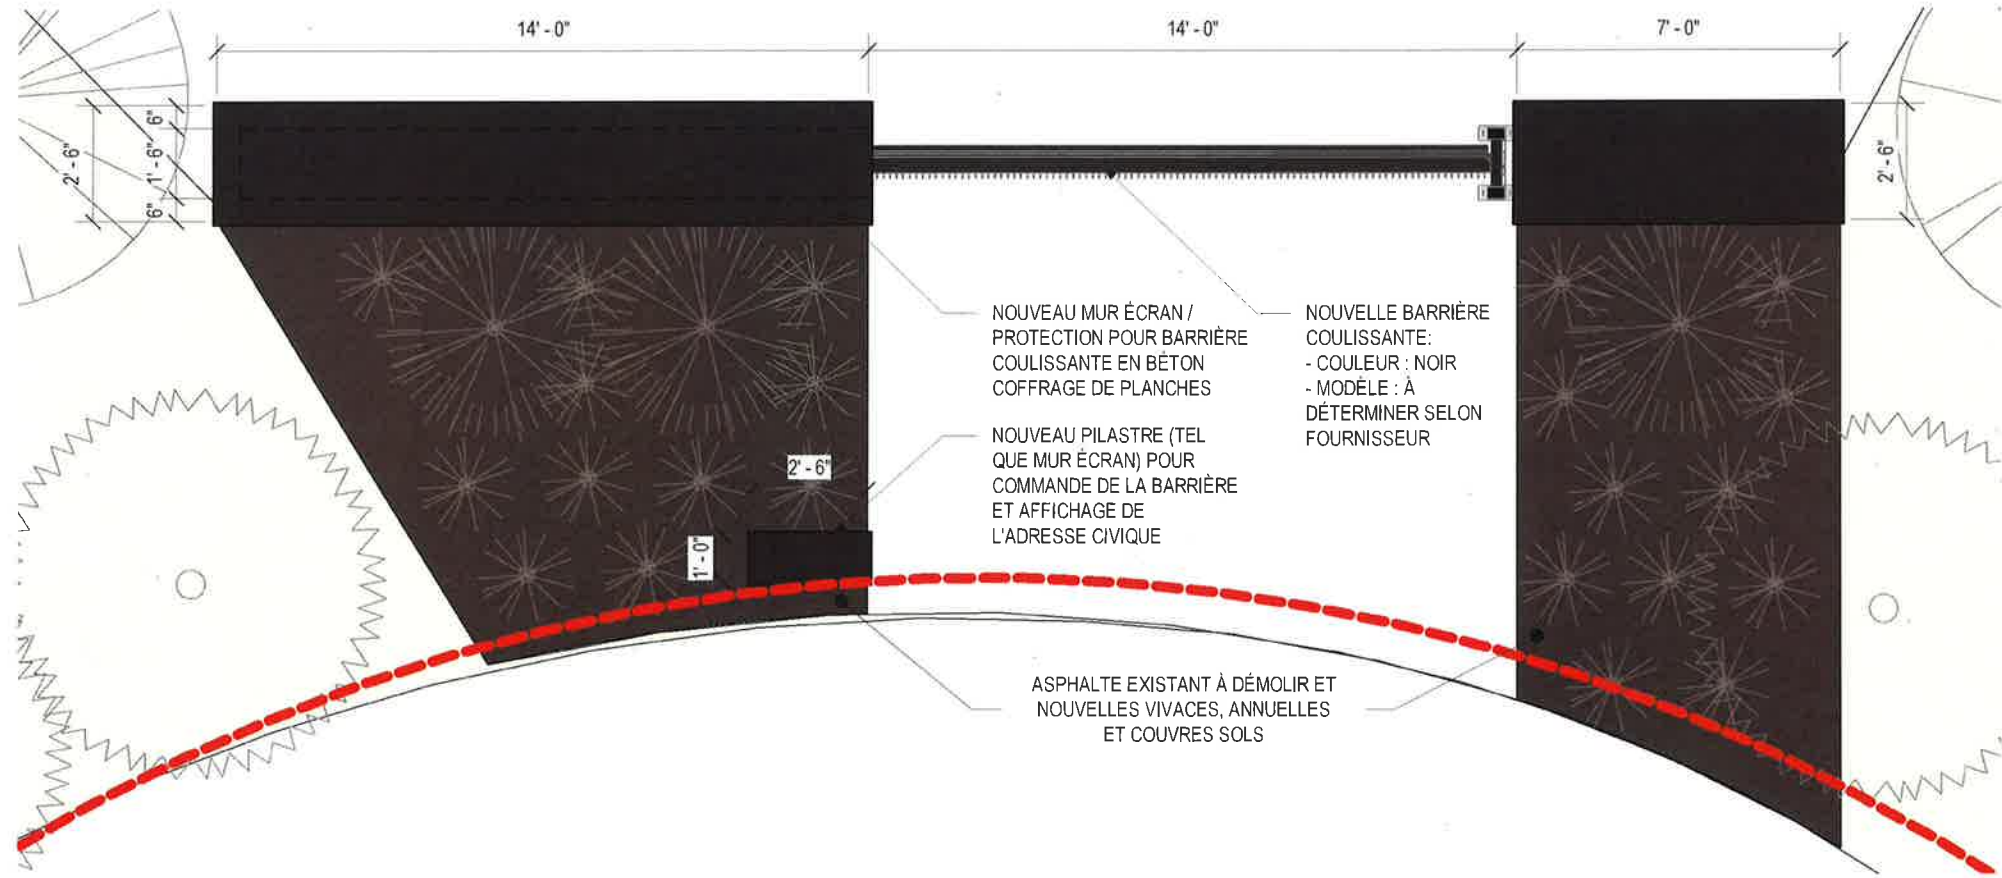 14' - 0"
14' - 0"
7' - 0"
2' - 6"
6"
1' - 6"
6"
2' - 6"
NOUVEAU MUR ÉCRAN /
PROTECTION POUR BARRIÈRE
COULISSANTE EN BÉTON
COFFRAGE DE PLANCHES
NOUVELLE BARRIÈRE
COULISSANTE:
- COULEUR : NOIR
- MODÈLE : À
DÉTERMINER SELON
FOURNISSEUR
NOUVEAU PILASTRE (TEL
QUE MUR ÉCRAN) POUR
COMMANDE DE LA BARRIÈRE
ET AFFICHAGE DE
L'ADRESSE CIVIQUE
2' - 6"
1' - 0"
ASPHALTE EXISTANT À DÉMOLIR ET
NOUVELLES VIVACES, ANNUELLES
ET COUVRES SOLS